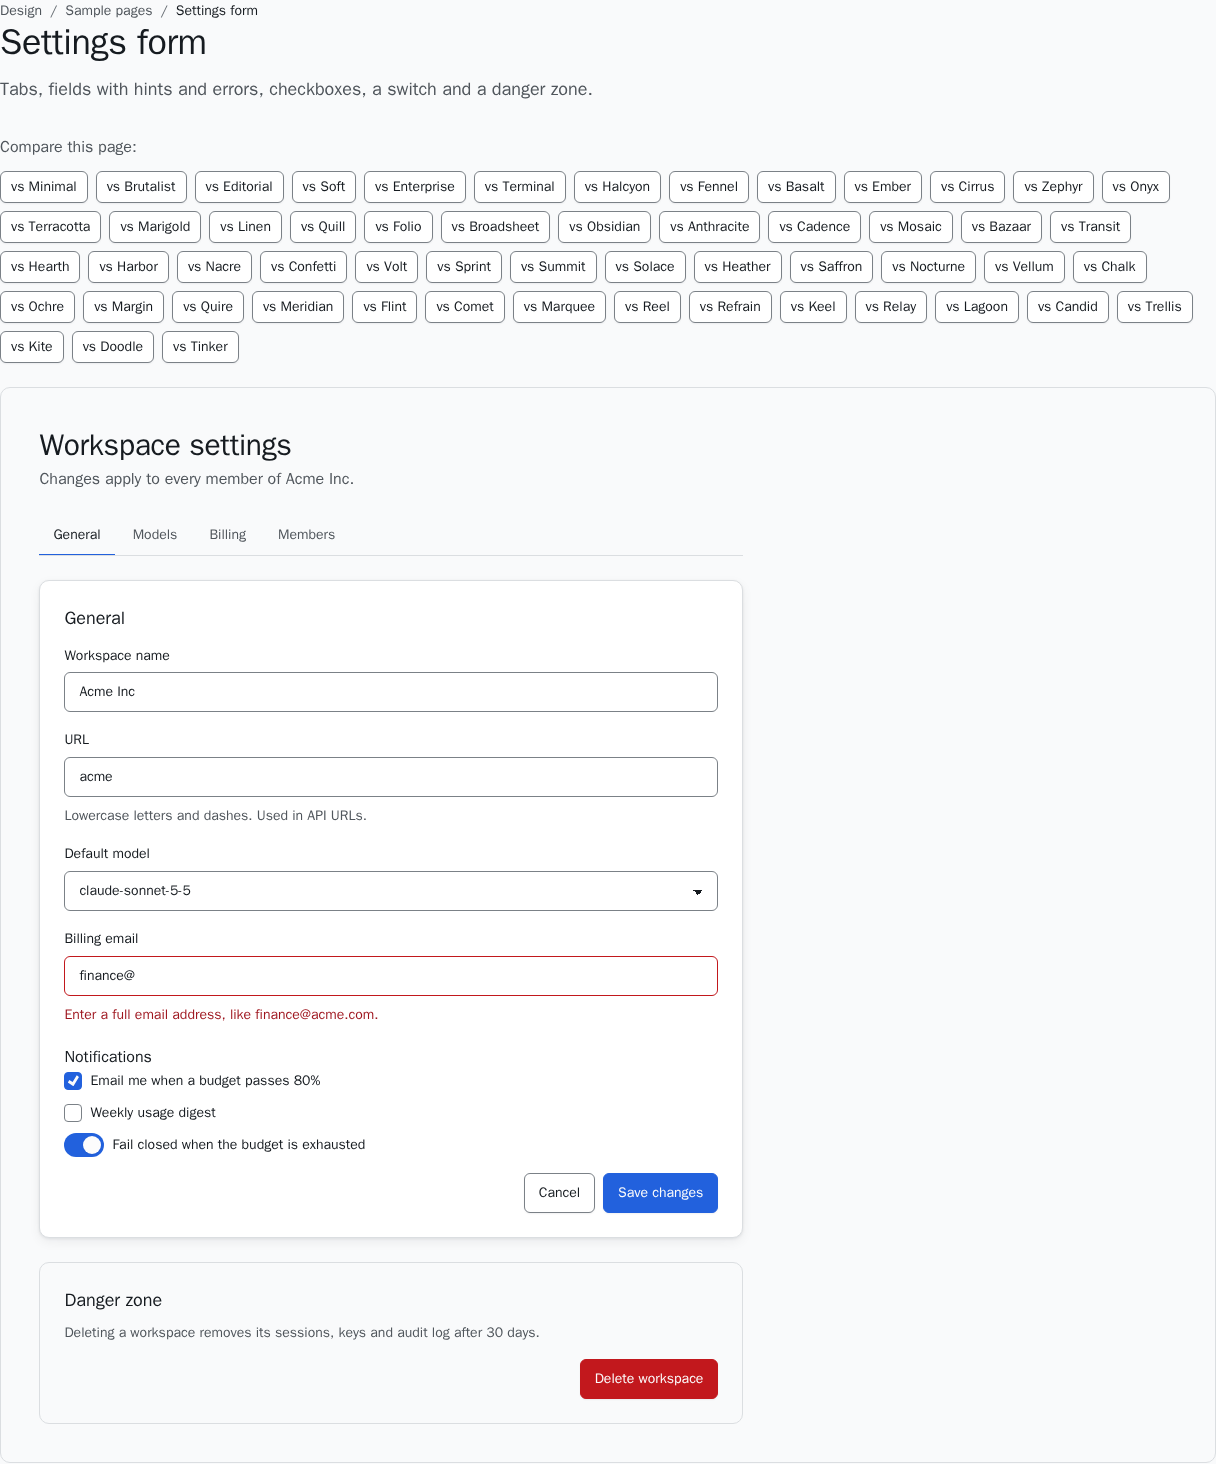 Design / Sample pages / Settings form
Settings form
Tabs, fields with hints and errors, checkboxes, a switch and a danger zone.
Compare this page:
vs Minimal vs Brutalist vs Editorial vs Soft vs Enterprise vs Terminal vs Halcyon vs Fennel vs Basalt vs Ember vs Cirrus vs Zephyr vs Onyx
vs Terracotta vs Marigold vs Linen vs Quill vs Folio vs Broadsheet vs Obsidian vs Anthracite vs Cadence vs Mosaic vs Bazaar vs Transit
vs Hearth vs Harbor vs Nacre vs Confetti vs Volt vs Sprint vs Summit vs Solace vs Heather vs Saffron vs Nocturne vs Vellum vs Chalk
vs Ochre vs Margin vs Quire vs Meridian vs Flint vs Comet vs Marquee vs Reel vs Refrain vs Keel vs Relay vs Lagoon vs Candid vs Trellis
vs Kite vs Doodle vs Tinker
Workspace settings
Changes apply to every member of Acme Inc.
General Models Billing Members
General
Workspace name
Acme Inc
URL
acme
Lowercase letters and dashes. Used in API URLs.
Default model
claude-sonnet-5-5
Billing email
finance@
Enter a full email address, like finance@acme.com.
Notifications
Email me when a budget passes 80%
Weekly usage digest
Fail closed when the budget is exhausted
Cancel Save changes
Danger zone
Deleting a workspace removes its sessions, keys and audit log after 30 days.
Delete workspace